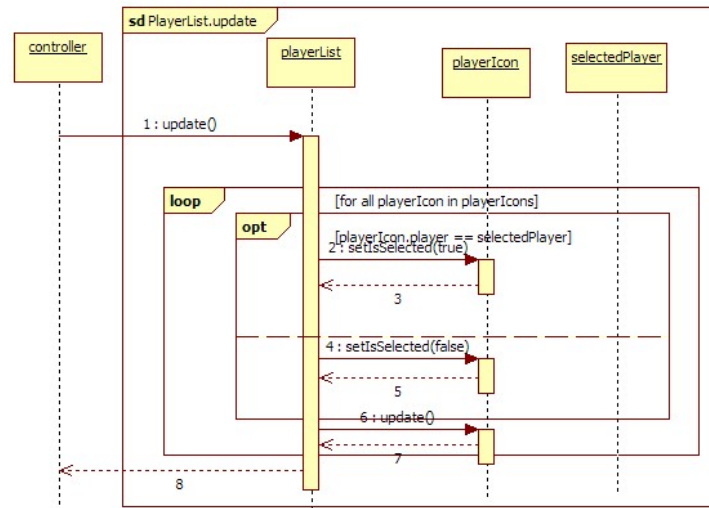 sd PlayerList.update
controller
playerList
playerIcon
selectedPlayer
1 : update()
loop
[for all playerIcon in playerIcons]
opt
[playerIcon.player == selectedPlayer]
2 : setIsSelected(true)
3
4 : setIsSelected(false)
5
6 : update()
7
8